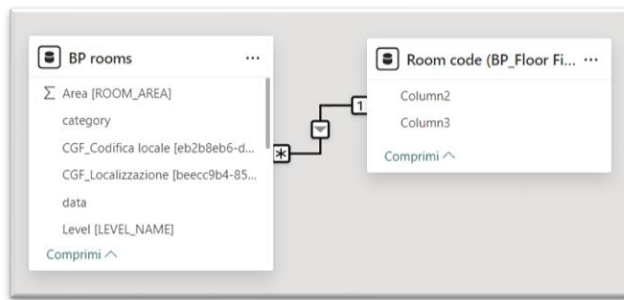 BP rooms
...
Σ Area [ROOM_AREA]
category
CGF_Codifica locale [eb2b8eb6-d...
CGF_Localizzazione [beecc9b4-85...
data
Level [LEVEL_NAME]
Comprimi
*
1
Room code (BP_Floor Fi... ...
Column2
Column3
Comprimi